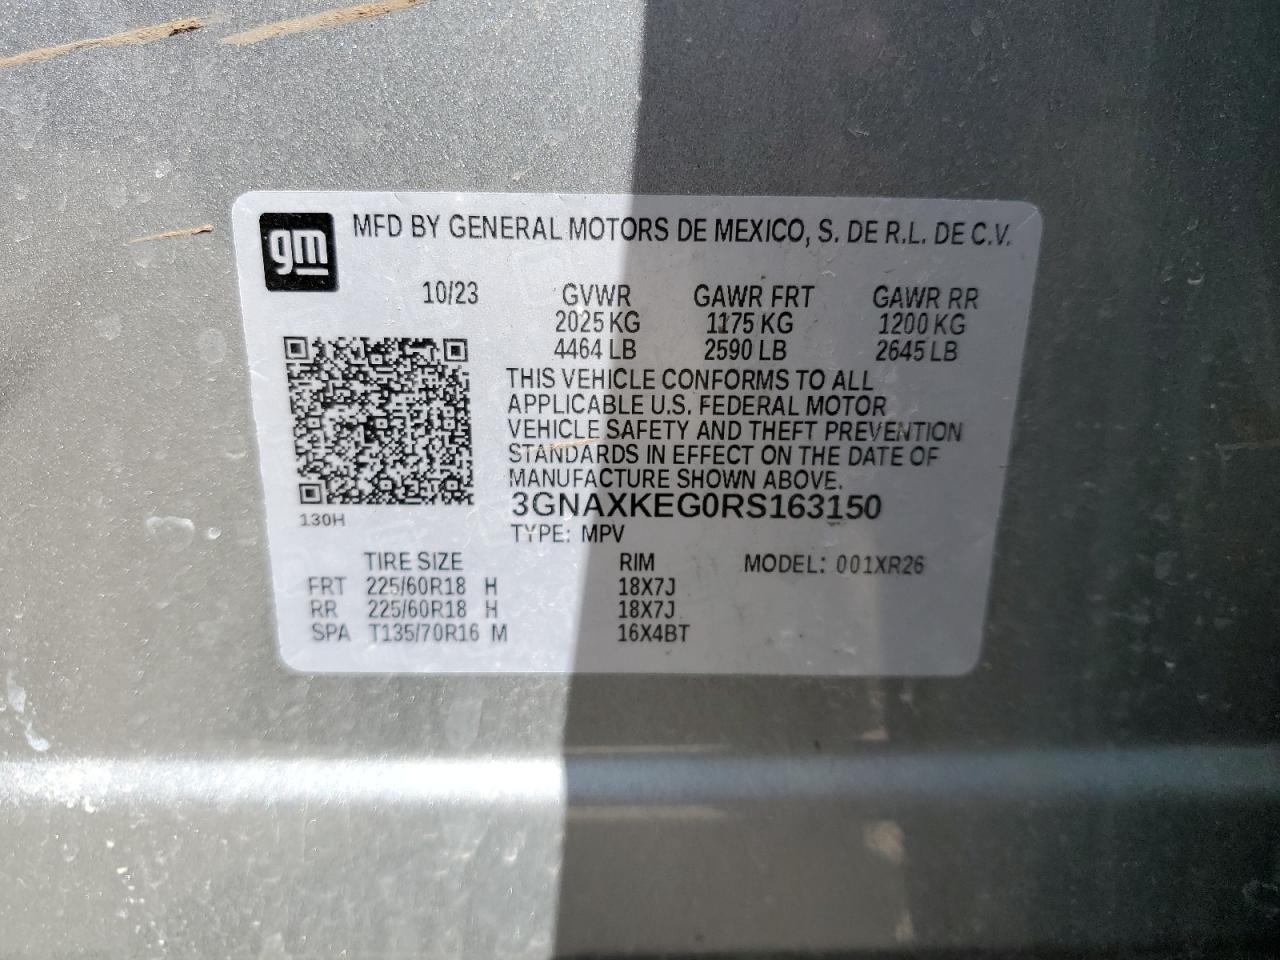 gm
MFD BY GENERAL MOTORS DE MEXICO, S. DE R.L. DE C.V.
10/23 GVWR GAWR FRT GAWR RR
2025 KG 1175 KG 1200 KG
4464 LB 2590 LB 2645 LB
THIS VEHICLE CONFORMS TO ALL
APPLICABLE U.S. FEDERAL MOTOR
VEHICLE SAFETY AND THEFT PREVENTION
STANDARDS IN EFFECT ON THE DATE OF
MANUFACTURE SHOWN ABOVE.
3GNAXKEG0RS163150
130H
TYPE: MPV
TIRE SIZE RIM MODEL: 001XR26
FRT 225/60R18 H 18X7J
RR 225/60R18 H 18X7J
SPA T135/70R16 M 16X4BT